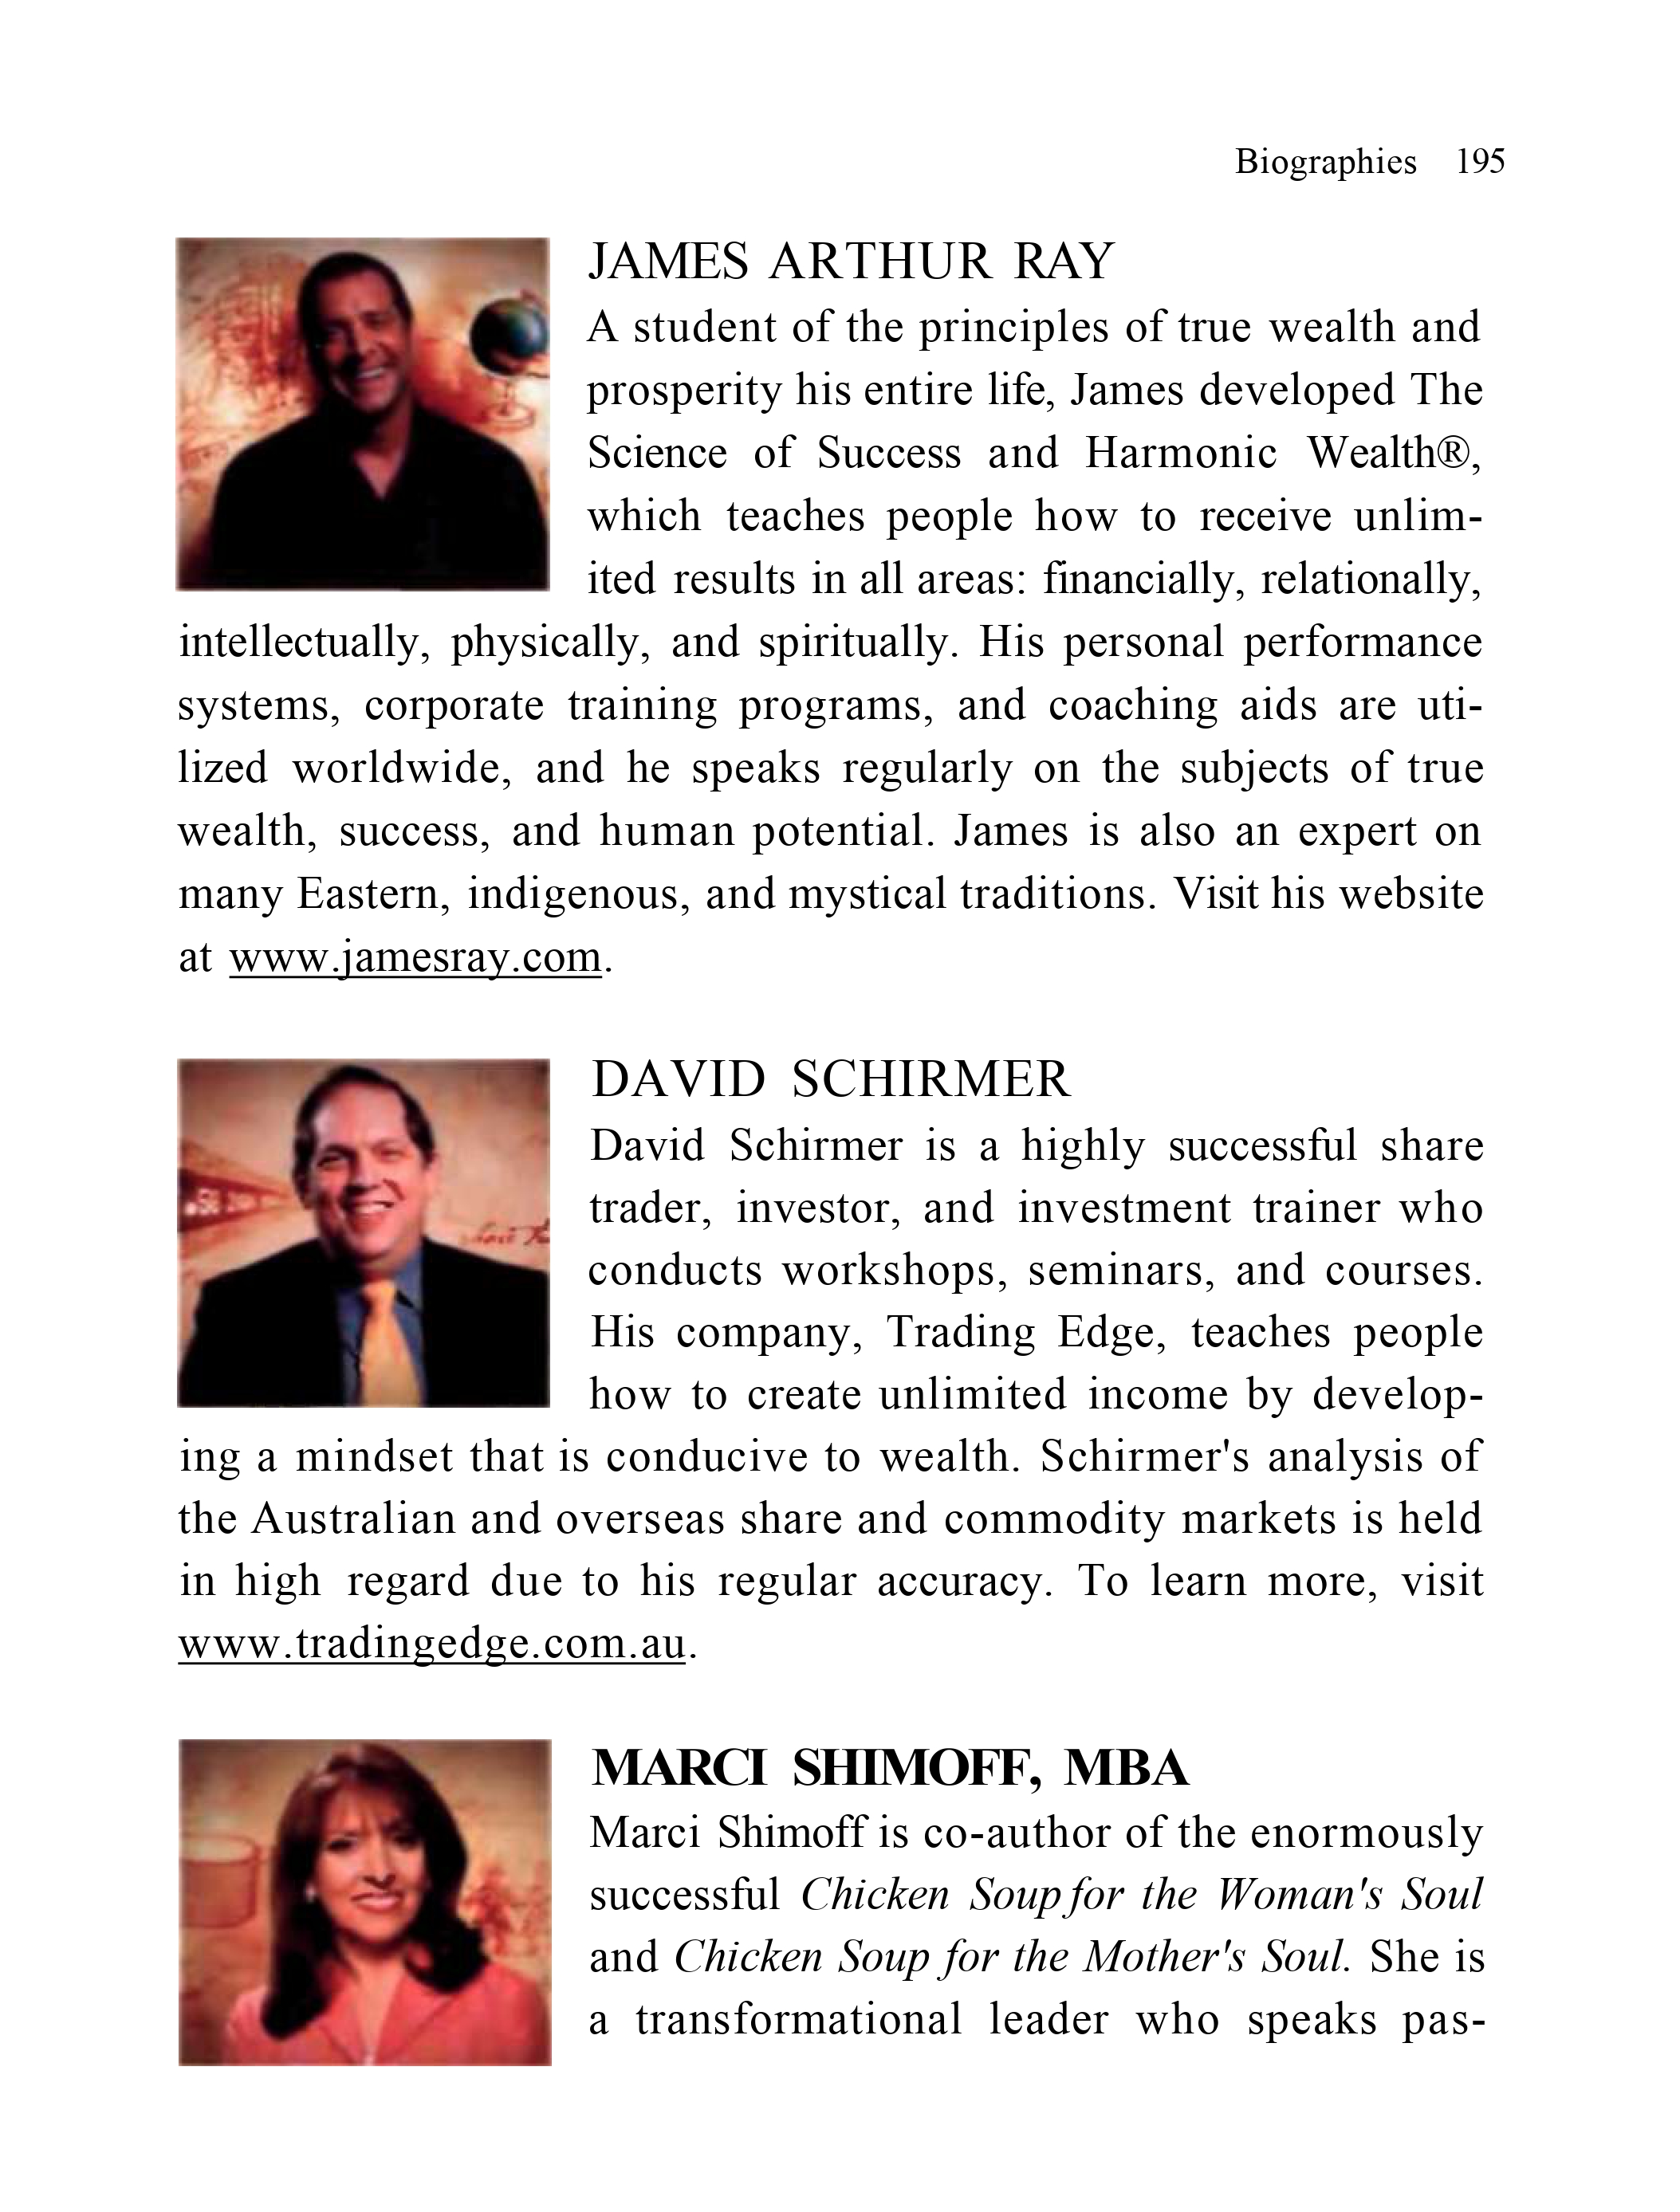 Biographies 195
JAMES ARTHUR RAY
A student of the principles of true wealth and
prosperity his entire life, James developed The
Science of Success and Harmonic Wealth®,
which teaches people how to receive unlim-
ited results in all areas: financially, relationally,
intellectually, physically, and spiritually. His personal performance
systems, corporate training programs, and coaching aids are uti-
lized worldwide, and he speaks regularly on the subjects of true
wealth, success, and human potential. James is also an expert on
many Eastern, indigenous, and mystical traditions. Visit his website
at www.jamesray.com.
DAVID SCHIRMER
David Schirmer is a highly successful share
trader, investor, and investment trainer who
conducts workshops, seminars, and courses.
His company, Trading Edge, teaches people
how to create unlimited income by develop-
ing a mindset that is conducive to wealth. Schirmer's analysis of
the Australian and overseas share and commodity markets is held
in high regard due to his regular accuracy. To learn more, visit
www.tradingedge.com.au.
MARCI SHIMOFF, MBA
Marci Shimoff is co-author of the enormously
successful Chicken Soup for the Woman's Soul
and Chicken Soup for the Mother's Soul. She is
a transformational leader who speaks pas-